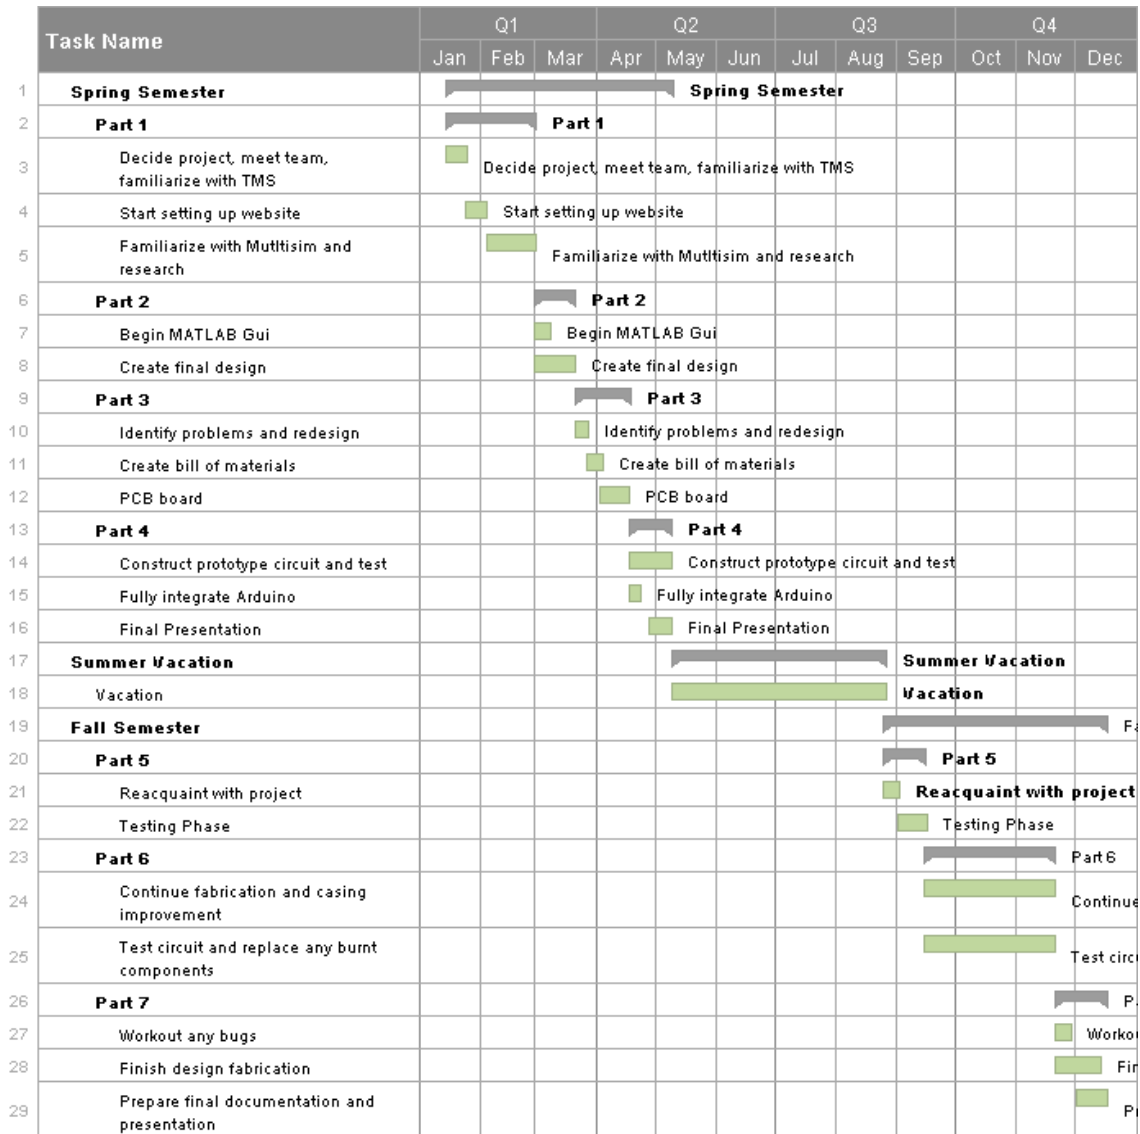 Task Name
Q1 Q2 Q3 Q4
Jan Feb Mar Apr May Jun Jul Aug Sep Oct Nov Dec
1 Spring Semester Spring Semester
2 Part 1 Part 1
3 Decide project, meet team,
familiarize with TMS
Decide project, meet team, familiarize with TMS
4 Start setting up website Start setting up website
5 Familiarize with Mutltisim and
research
Familiarize with Mutltisim and research
6 Part 2 Part 2
7 Begin MATLAB Gui Begin MATLAB Gui
8 Create final design Create final design
9 Part 3 Part 3
10 Identify problems and redesign Identify problems and redesign
11 Create bill of materials Create bill of materials
12 PCB board PCB board
13 Part 4 Part 4
14 Construct prototype circuit and test Construct prototype circuit and test
15 Fully integrate Arduino Fully integrate Arduino
16 Final Presentation Final Presentation
17 Summer Vacation Summer Vacation
18 Vacation Vacation
19 Fall Semester Fa
20 Part 5 Part 5
21 Reacquaint with project Reacquaint with project
22 Testing Phase Testing Phase
23 Part 6 Part 6
24 Continue fabrication and casing
improvement
Continue
25 Test circuit and replace any burnt
components
Test circu
26 Part 7 Pa
27 Workout any bugs Workou
28 Finish design fabrication Fin
29 Prepare final documentation and
presentation
Pr